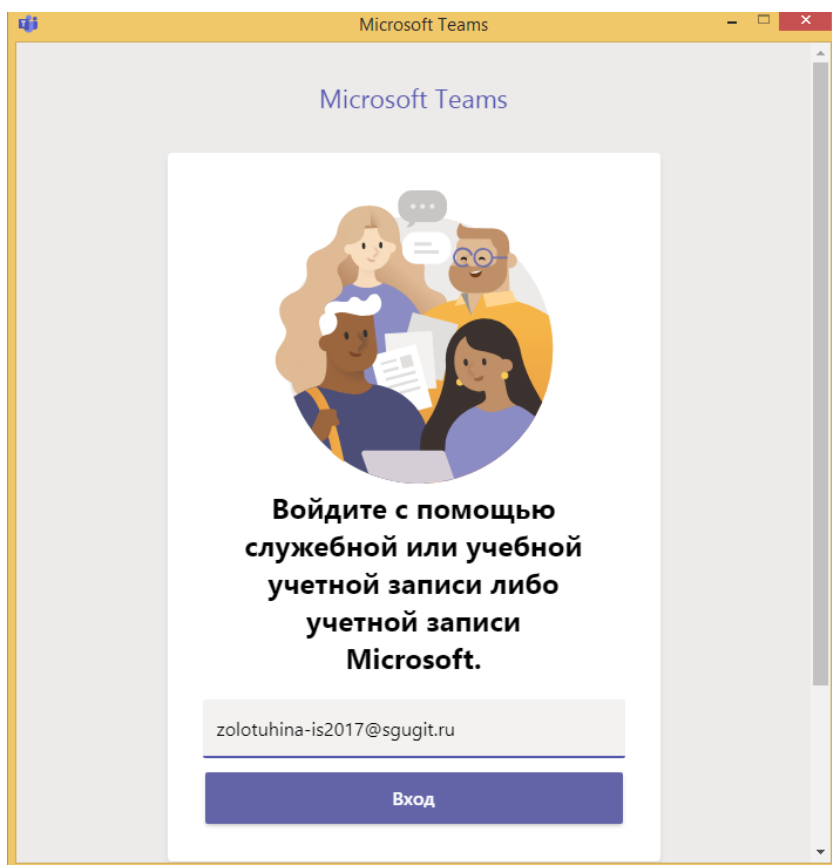 Microsoft Teams
Microsoft Teams
Войдите с помощью
служебной или учебной
учетной записи либо
учетной записи
Microsoft.
zolotuhina-is2017@sgugit.ru
Вход